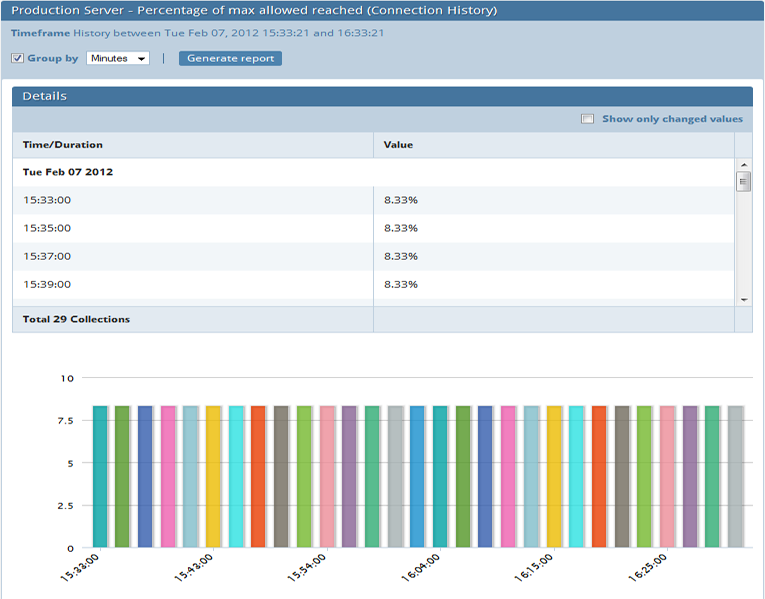 Production Server - Percentage of max allowed reached (Connection History)
Timeframe History between Tue Feb 07, 2012 15:33:21 and 16:33:21
Group by Minutes | Generate report
Details
Show only changed values
Time/Duration Value
Tue Feb 07 2012
15:33:00 8.33%
15:35:00 8.33%
15:37:00 8.33%
15:39:00 8.33%
Total 29 Collections
10
7.5
5
2.5
0
15:33:00 15:43:00 15:54:00 16:04:00 16:15:00 16:25:00